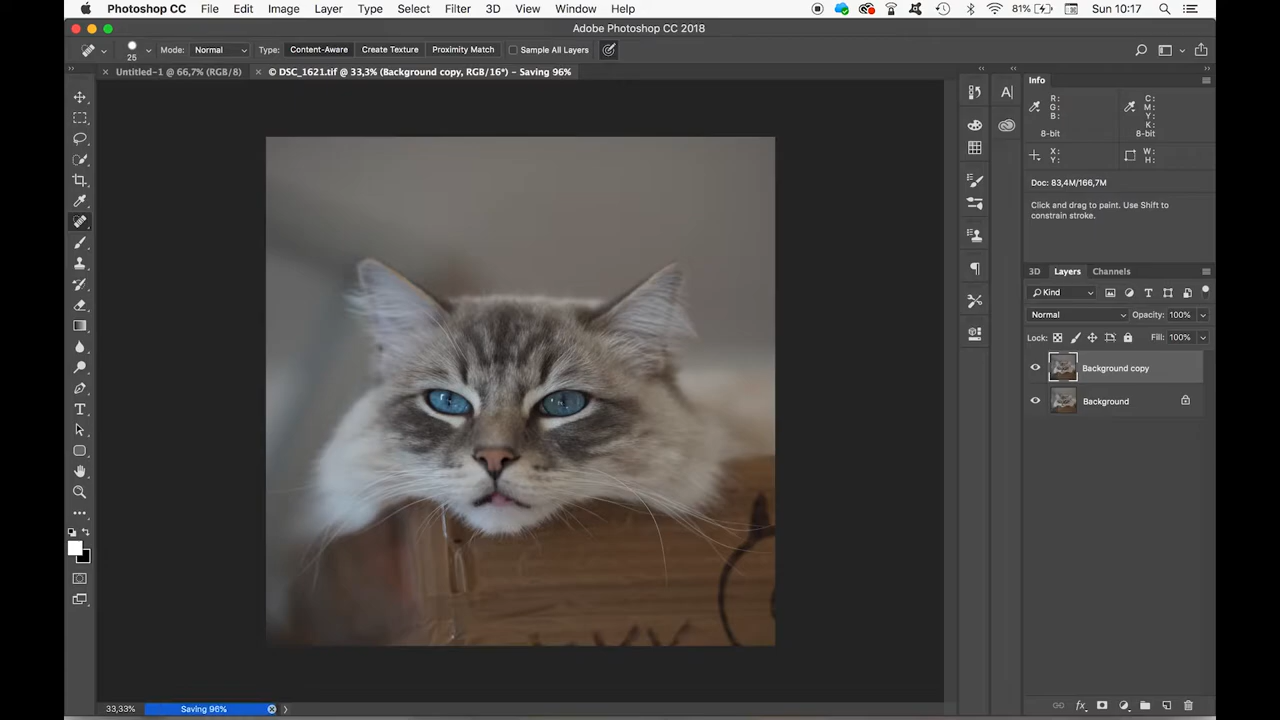 Photoshop CC File Edit Image Layer Type Select Filter 3D View Window Help 81% Sun 10:17
Adobe Photoshop CC 2018
25 Mode: Normal Type: Content-Aware Create Texture Proximity Match Sample All Layers
Untitled-1 @ 66,7% (RGB/8) © DSC_1621.tif @ 33,3% (Background copy, RGB/16*) – Saving 96%
Info
R: C:
G: M:
B: Y:
K:
8-bit 8-bit
X: W:
Y: H:
Doc: 83,4M/166,7M
Click and drag to paint. Use Shift to
constrain stroke.
3D Layers Channels
Kind
Normal Opacity: 100%
Lock: Fill: 100%
Background copy
Background
33,33% Saving 96%